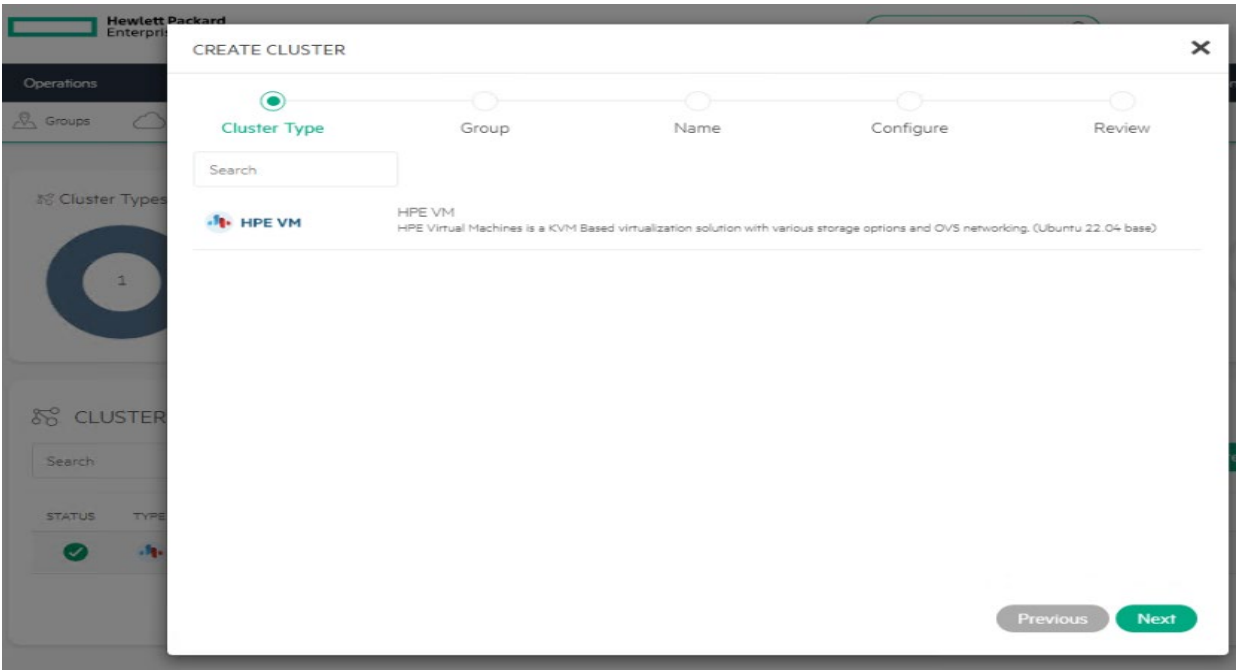 Hewlett Packard
CREATE CLUSTER
Operations
Groups
Cluster Type
Group
Name
Configure
Review
Search
Cluster Types
HPE VM
HPE VM
HPE Virtual Machines is a KVM Based virtualization solution with various storage options and OVS networking. (Ubuntu 22.04 base)
1
CLUSTER
Search
STATUS TYPE
Previous Next